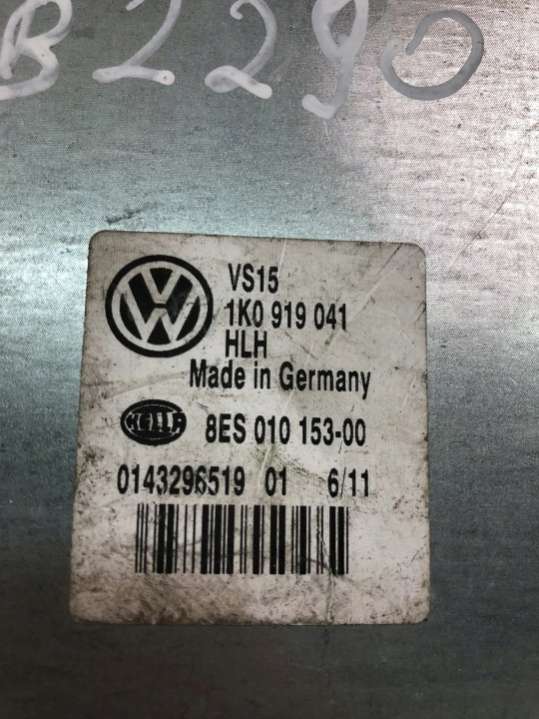 B2290
VS15
1K0 919 041
HLH
Made in Germany
HELLA
8ES 010 153-00
0143296519 01 6/11